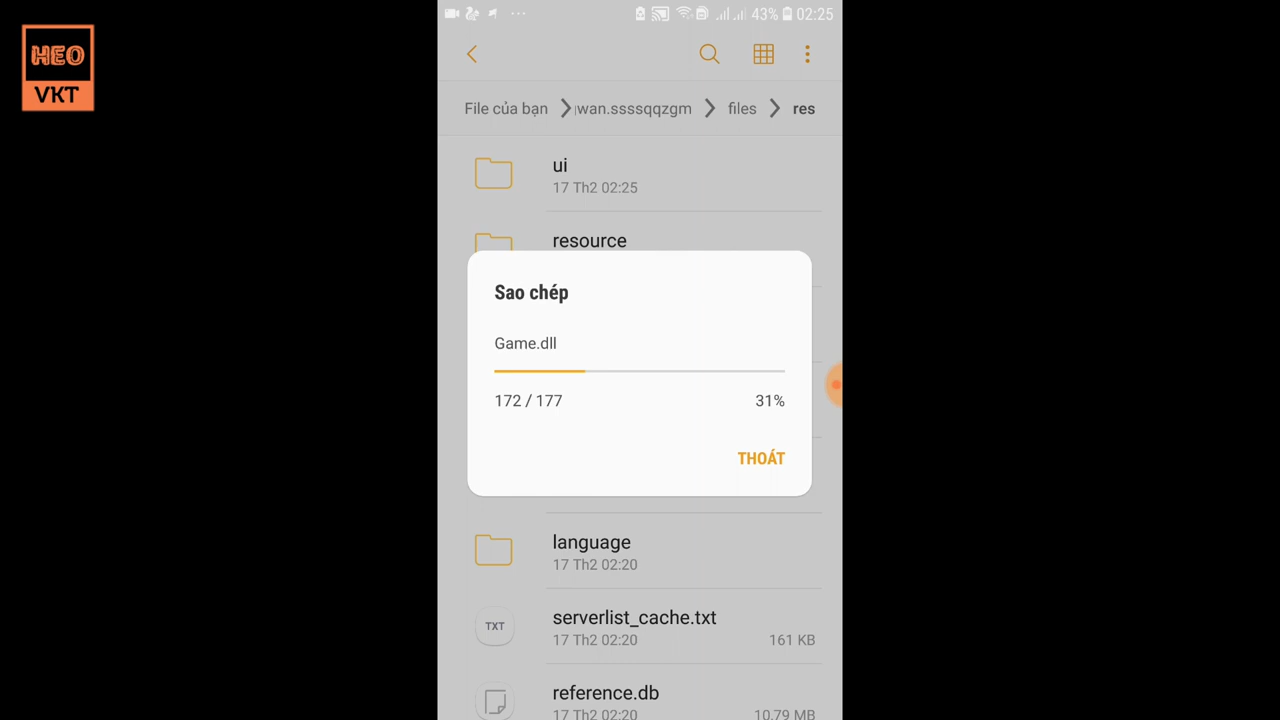 HEO
VKT
43% 02:25
File của bạn wan.ssssqqzgm files res
ui
17 Th2 02:25
resource
Sao chép
Game.dll
172 / 177 31%
THOÁT
language
17 Th2 02:20
TXT
serverlist_cache.txt
17 Th2 02:20 161 KB
reference.db
17 Th2 02:20 10,79 MB